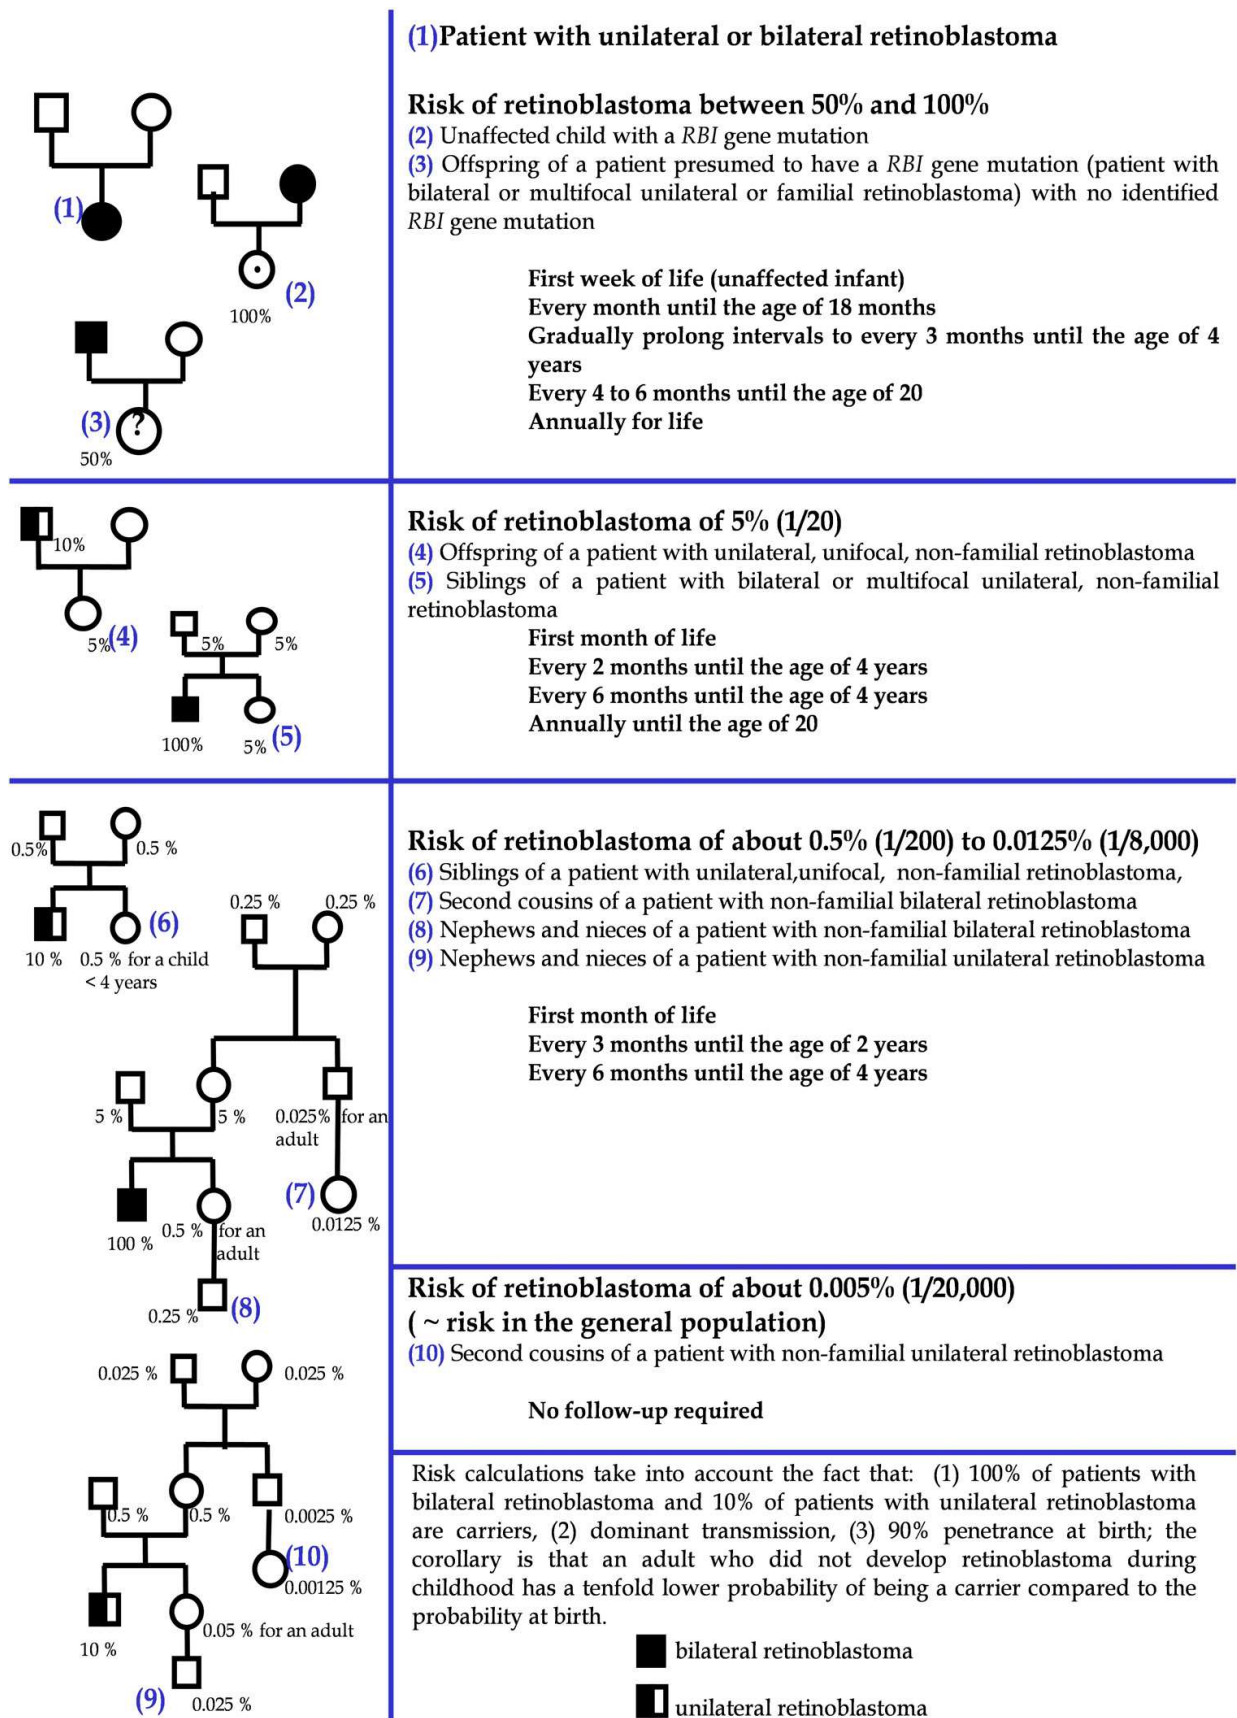 (1)Patient with unilateral or bilateral retinoblastoma
Risk of retinoblastoma between 50% and 100%
(2) Unaffected child with a RBI gene mutation
(3) Offspring of a patient presumed to have a RBI gene mutation (patient with
bilateral or multifocal unilateral or familial retinoblastoma) with no identified
RBI gene mutation
First week of life (unaffected infant)
Every month until the age of 18 months
Gradually prolong intervals to every 3 months until the age of 4
years
Every 4 to 6 months until the age of 20
Annually for life
(1)
(2)
100%
(3)
?
50%
Risk of retinoblastoma of 5% (1/20)
(4) Offspring of a patient with unilateral, unifocal, non-familial retinoblastoma
(5) Siblings of a patient with bilateral or multifocal unilateral, non-familial
retinoblastoma
First month of life
Every 2 months until the age of 4 years
Every 6 months until the age of 4 years
Annually until the age of 20
10%
5% (4)
5% 5%
100% 5% (5)
Risk of retinoblastoma of about 0.5% (1/200) to 0.0125% (1/8,000)
(6) Siblings of a patient with unilateral,unifocal, non-familial retinoblastoma,
(7) Second cousins of a patient with non-familial bilateral retinoblastoma
(8) Nephews and nieces of a patient with non-familial bilateral retinoblastoma
(9) Nephews and nieces of a patient with non-familial unilateral retinoblastoma
First month of life
Every 3 months until the age of 2 years
Every 6 months until the age of 4 years
0.5% 0.5 %
(6)
10 % 0.5 % for a child
< 4 years
0.25 % 0.25 %
5 % 5 % 0.025% for an
adult
(7)
0.0125 %
100 % 0.5 % for an
adult
0.25 % (8)
Risk of retinoblastoma of about 0.005% (1/20,000)
( ~ risk in the general population)
(10) Second cousins of a patient with non-familial unilateral retinoblastoma
No follow-up required
0.025 % 0.025 %
0.5 % 0.5 % 0.0025 %
(10)
0.00125 %
10 % 0.05 % for an adult
(9) 0.025 %
Risk calculations take into account the fact that: (1) 100% of patients with
bilateral retinoblastoma and 10% of patients with unilateral retinoblastoma
are carriers, (2) dominant transmission, (3) 90% penetrance at birth; the
corollary is that an adult who did not develop retinoblastoma during
childhood has a tenfold lower probability of being a carrier compared to the
probability at birth.
bilateral retinoblastoma
unilateral retinoblastoma